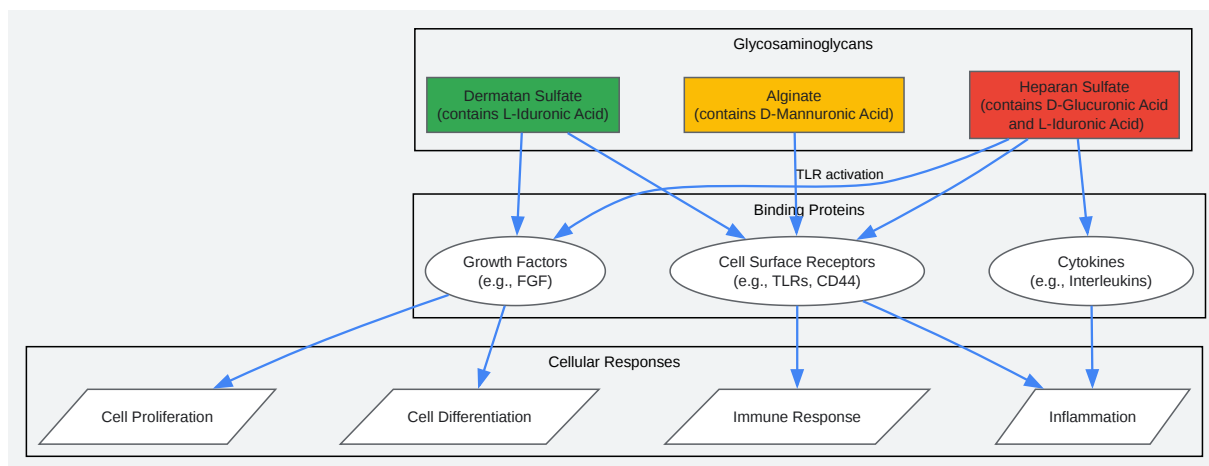 Glycosaminoglycans
Dermatan Sulfate
(contains L-Iduronic Acid)
Alginate
(contains D-Mannuronic Acid)
Heparan Sulfate
(contains D-Glucuronic Acid
and L-Iduronic Acid)
TLR activation
Binding Proteins
Growth Factors
(e.g., FGF)
Cell Surface Receptors
(e.g., TLRs, CD44)
Cytokines
(e.g., Interleukins)
Cellular Responses
Cell Proliferation
Cell Differentiation
Immune Response
Inflammation